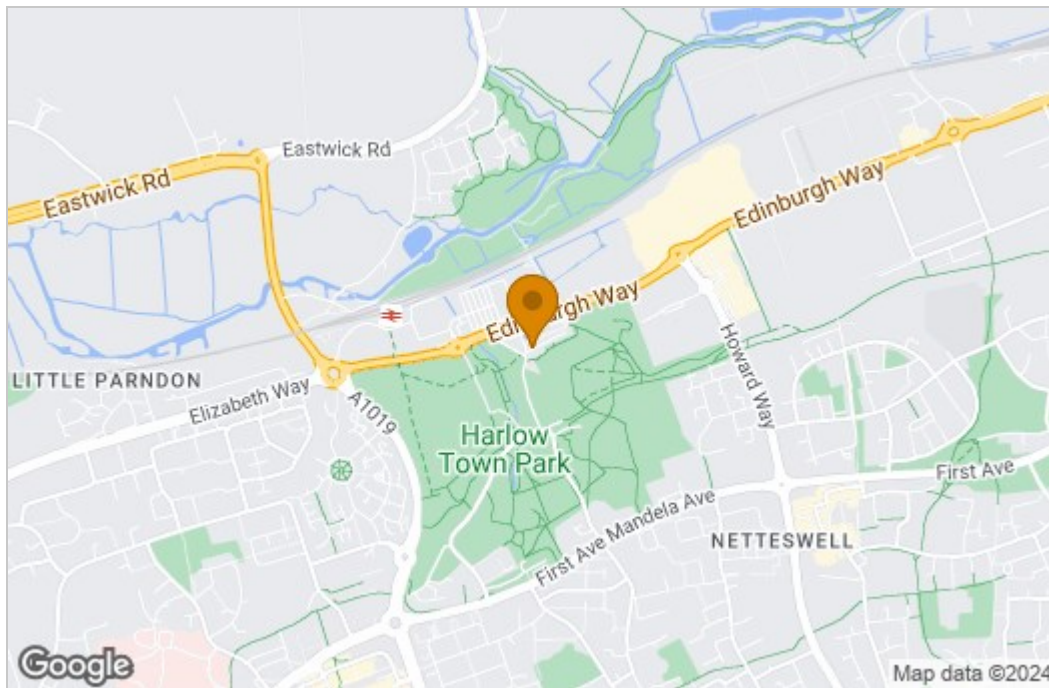 Eastwick Rd
Eastwick Rd
Edinburgh Way
Edinburgh Way
LITTLE PARNDON
Elizabeth Way
A1019
Howard Way
Harlow
Town Park
First Ave Mandela Ave
First Ave
NETTESWELL
Google
Map data ©2024